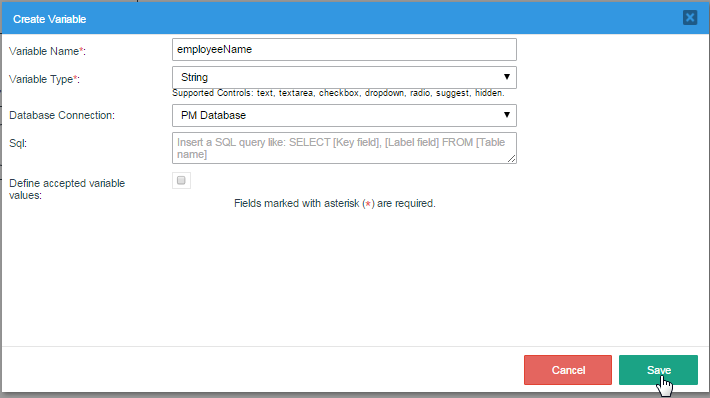 Create Variable
Variable Name*:
employeeName
Variable Type*:
String
Supported Controls: text, textarea, checkbox, dropdown, radio, suggest, hidden.
Database Connection:
PM Database
Sql:
Insert a SQL query like: SELECT [Key field], [Label field] FROM [Table
name]
Define accepted variable
values:
Fields marked with asterisk (*) are required.
Cancel
Save